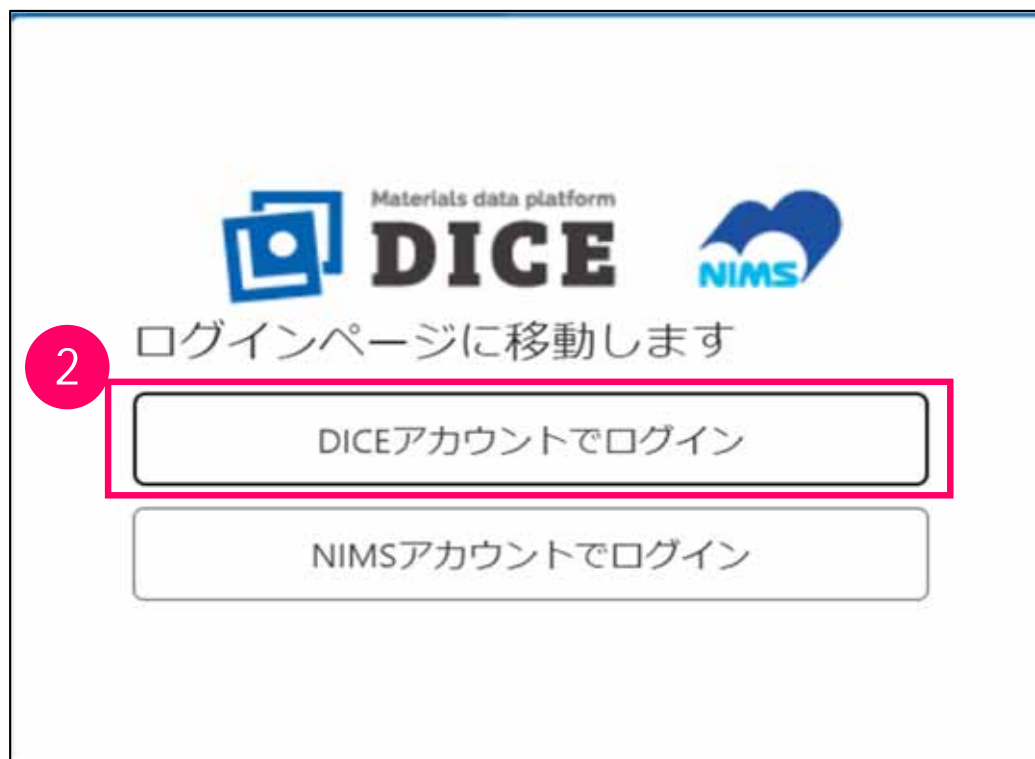 Materials data platform
DICE
NIMS
ログインページに移動します
2
DICEアカウントでログイン
NIMSアカウントでログイン